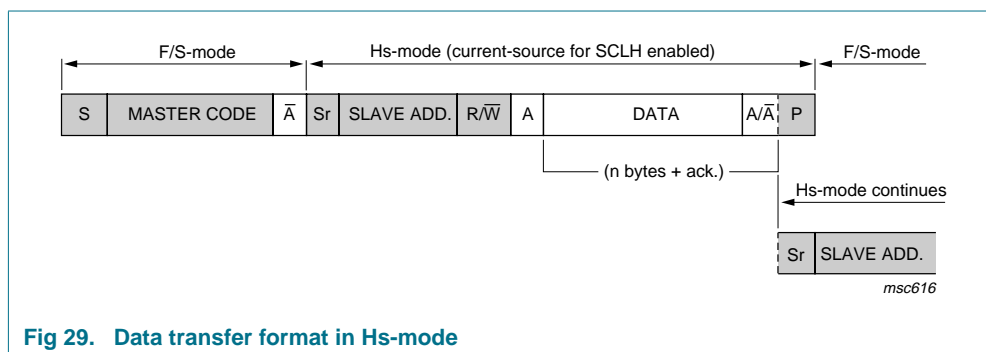 F/S-mode Hs-mode (current-source for SCLH enabled) F/S-mode
S MASTER CODE A̅ Sr SLAVE ADD. R/W̅ A DATA A/A̅ P
(n bytes + ack.)
Hs-mode continues
Sr SLAVE ADD.
msc616
Fig 29. Data transfer format in Hs-mode